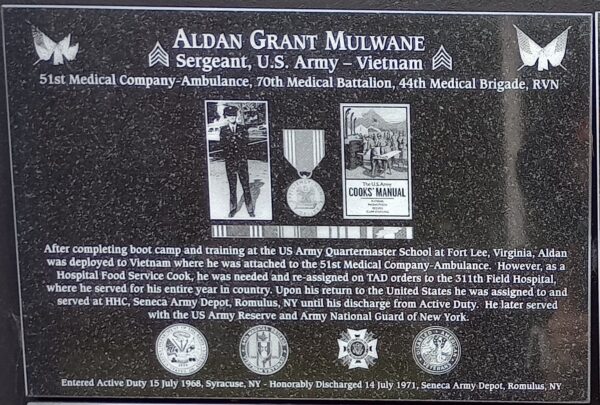 ALDAN GRANT MULWANE
Sergeant, U.S. Army – Vietnam
51st Medical Company-Ambulance, 70th Medical Battalion, 44th Medical Brigade, RVN
The U.S. Army
COOKS' MANUAL
After completing boot camp and training at the US Army Quartermaster School at Fort Lee, Virginia, Aldan
was deployed to Vietnam where he was attached to the 51st Medical Company-Ambulance. However, as a
Hospital Food Service Cook, he was needed and re-assigned on TAD orders to the 311th Field Hospital,
where he served for his entire year in country. Upon his return to the United States he was assigned to and
served at HHC, Seneca Army Depot, Romulus, NY until his discharge from Active Duty. He later served
with the US Army Reserve and Army National Guard of New York.
Entered Active Duty 15 July 1968, Syracuse, NY - Honorably Discharged 14 July 1971, Seneca Army Depot, Romulus, NY